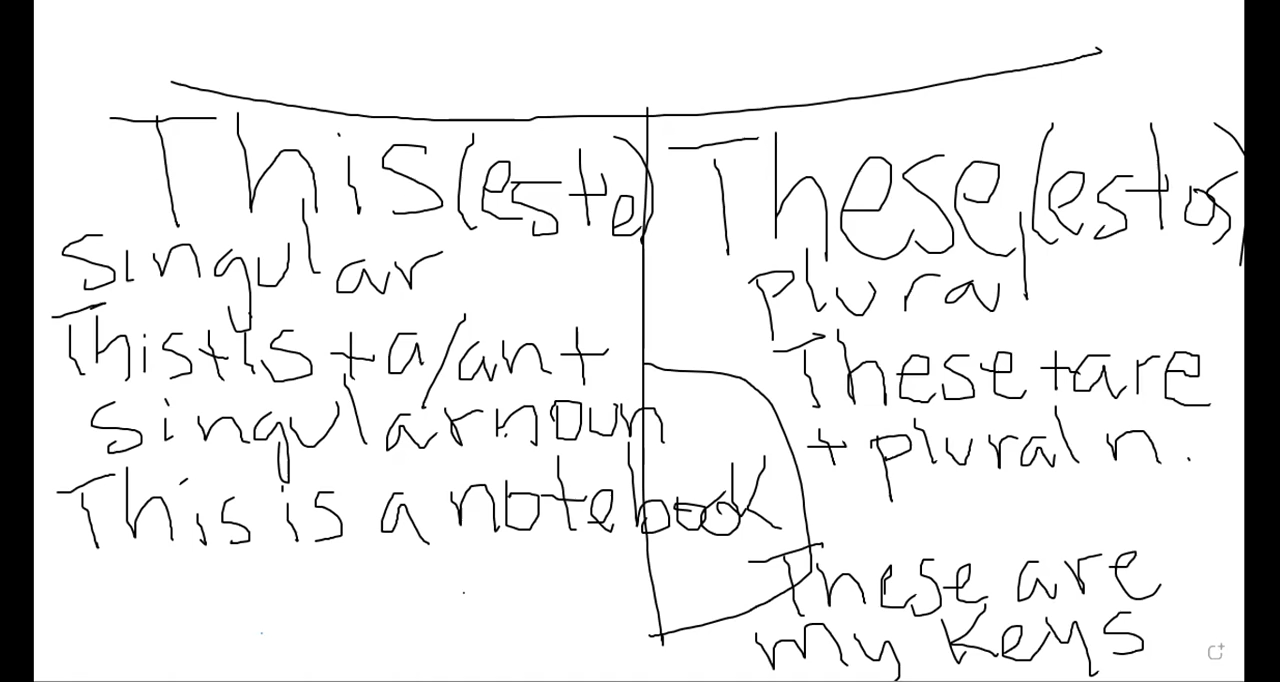 This (este)
singular
This + is + a/an +
singular noun
This is a notebook
These (estos)
plural
These + are
+ plural n.
These are
my keys